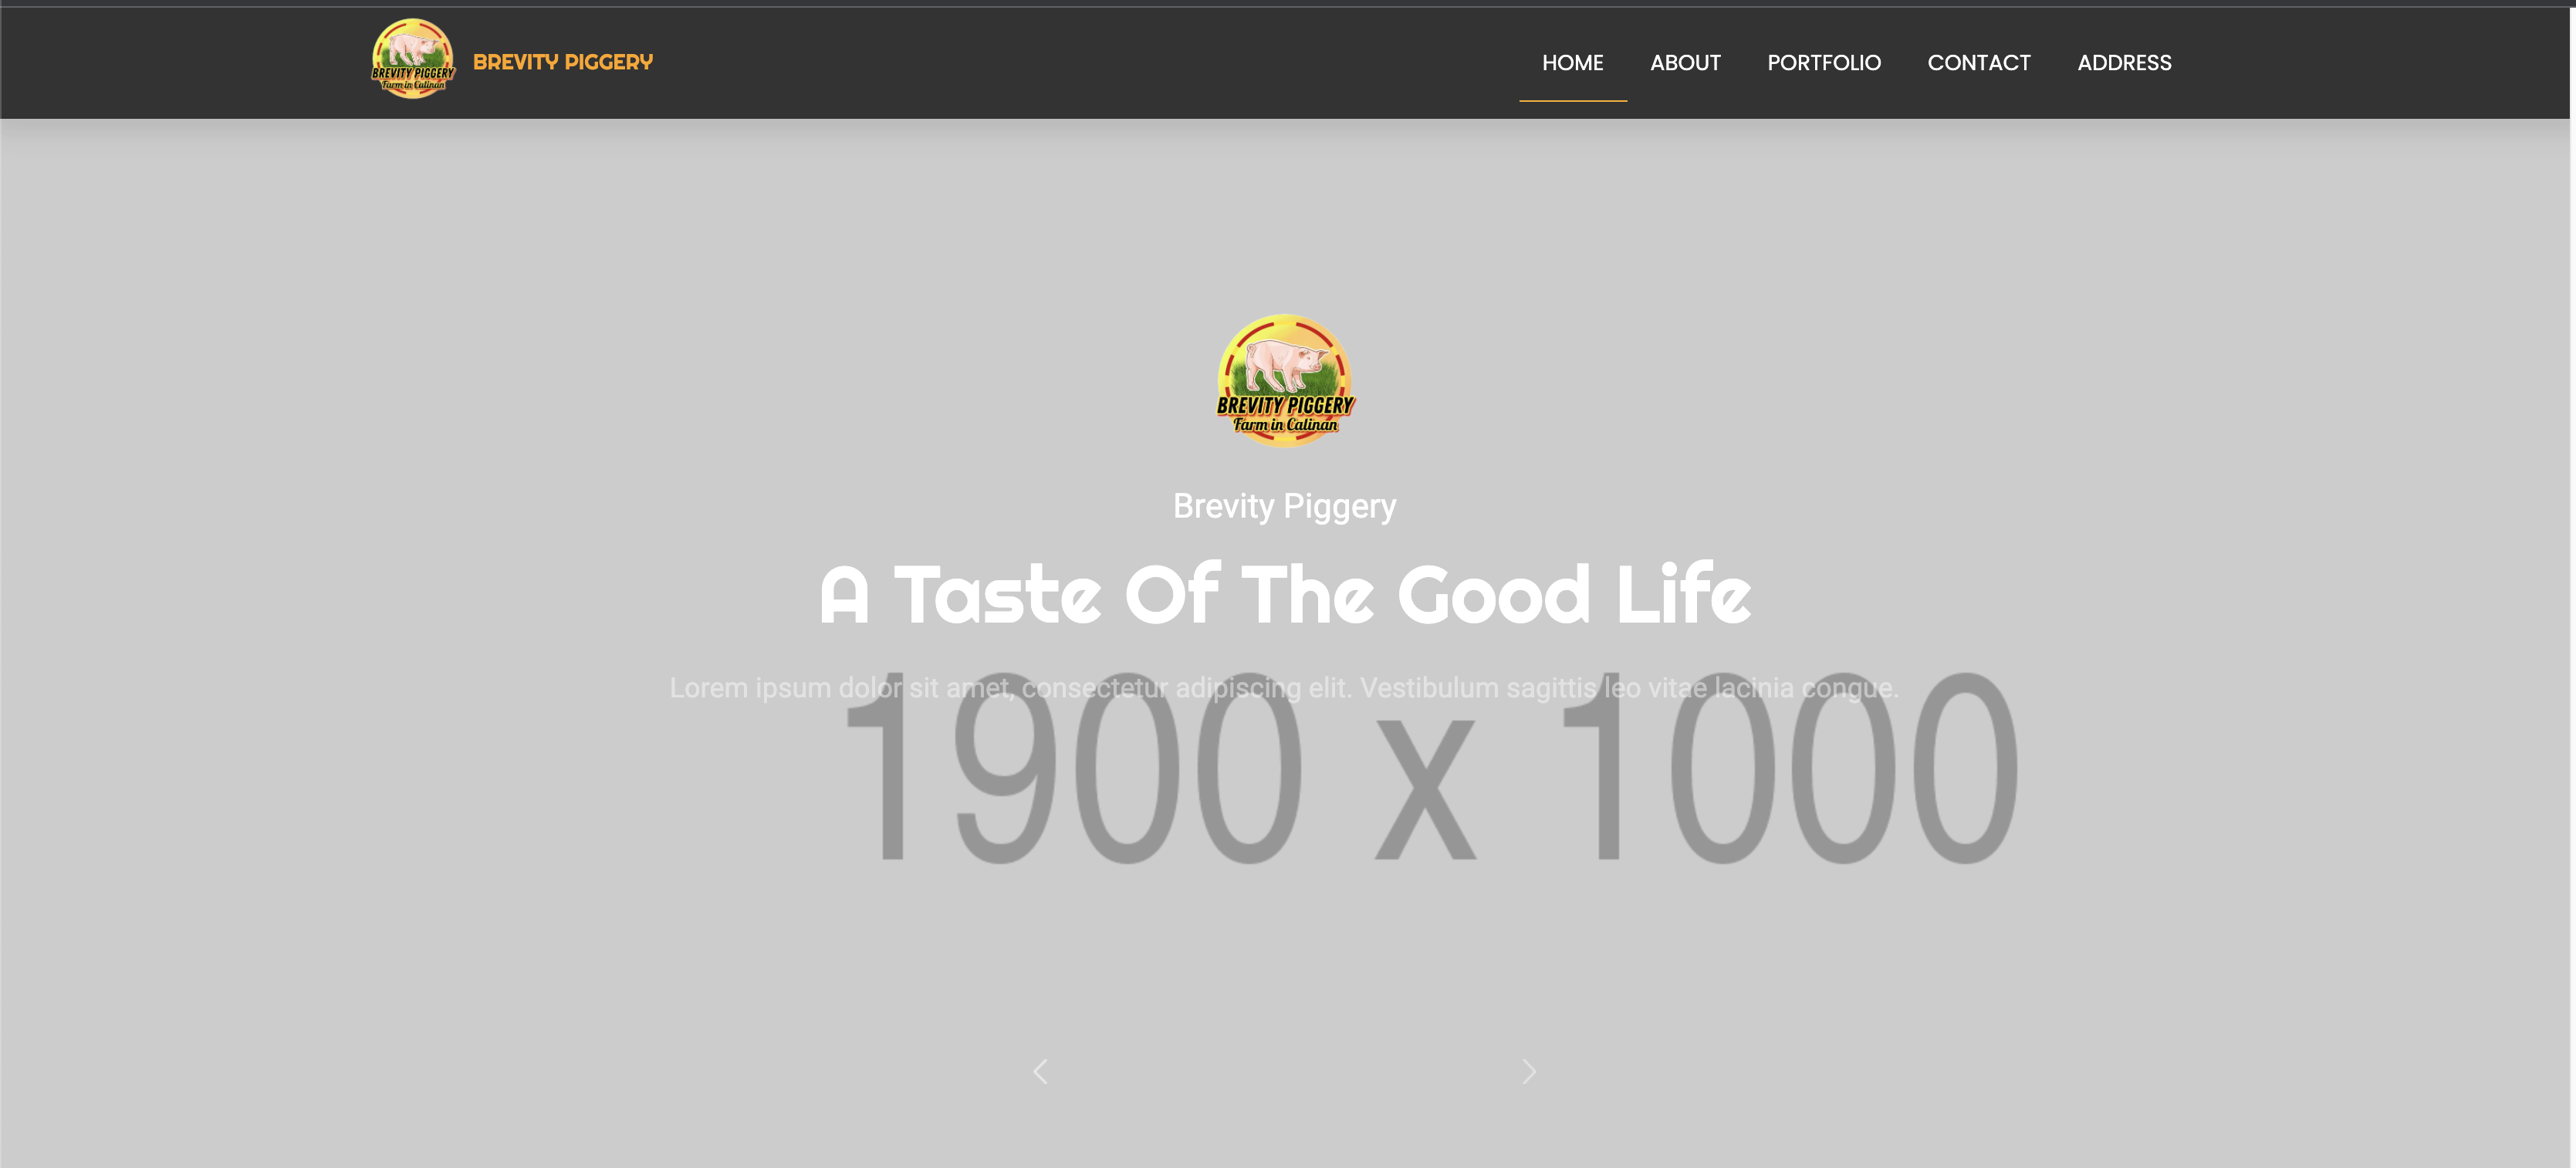 BREVITY PIGGERY
Farm in Calinan
BREVITY PIGGERY
HOME
ABOUT
PORTFOLIO
CONTACT
ADDRESS
BREVITY PIGGERY
Farm in Calinan
Brevity Piggery
A Taste Of The Good Life
Lorem ipsum dolor sit amet, consectetur adipiscing elit. Vestibulum sagittis leo vitae lacinia congue.
1900 x 1000